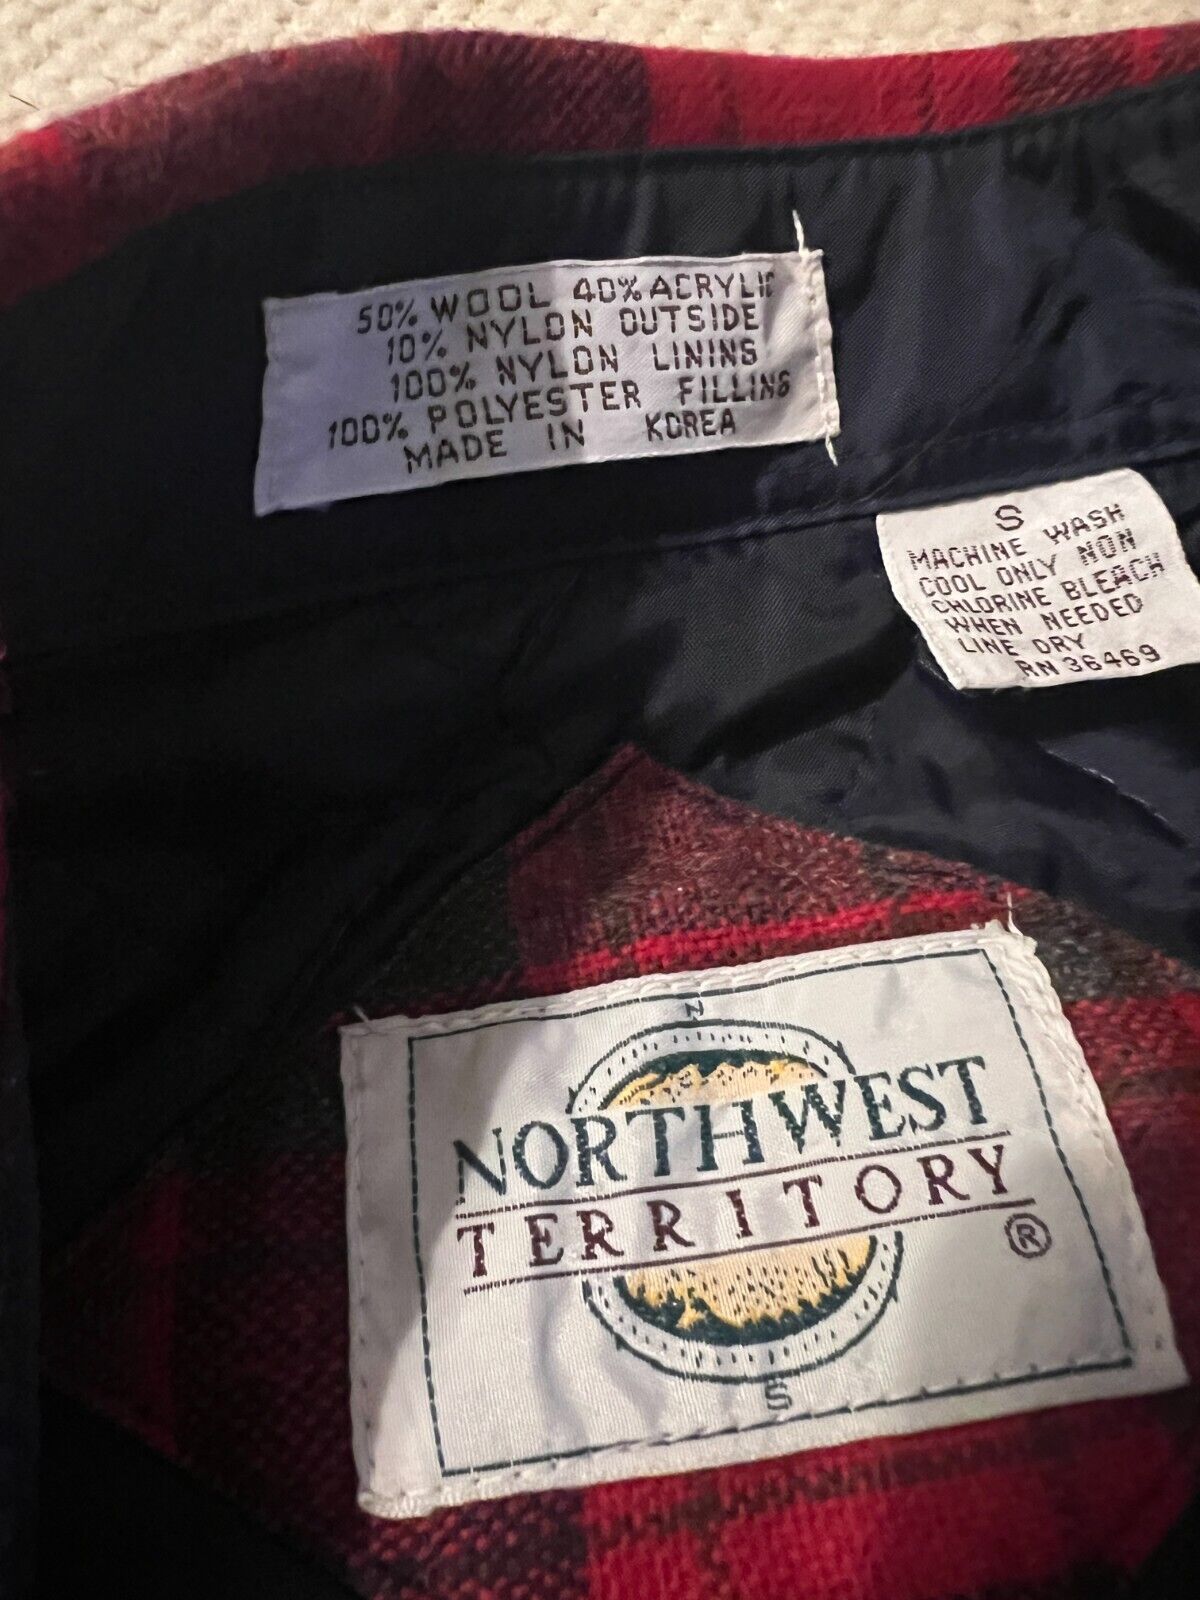 50% WOOL 40% ACRYLIC
10% NYLON OUTSIDE
100% NYLON LINING
100% POLYESTER FILLING
MADE IN KOREA
S
MACHINE WASH
COOL ONLY NON
CHLORINE BLEACH
WHEN NEEDED
LINE DRY
RN 36469
N
NORTHWEST
TERRITORY
®
S